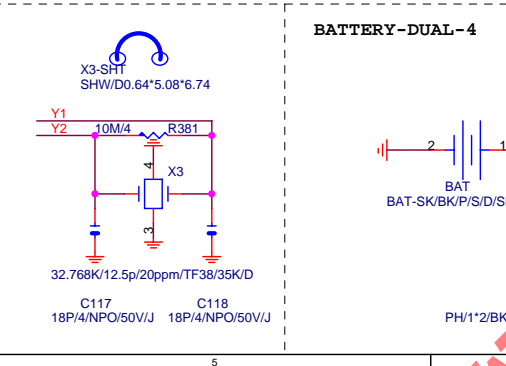 BATTERY-DUAL-4
X3-SHT
SHW/D0.64*5.08*6.74
Y1
Y2
10M/4
R381
4
X3
3
2
1
BAT
BAT-SK/BK/P/S/D/S
32.768K/12.5p/20ppm/TF38/35K/D
C117
18P/4/NPO/50V/J
C118
18P/4/NPO/50V/J
PH/1*2/BK
5